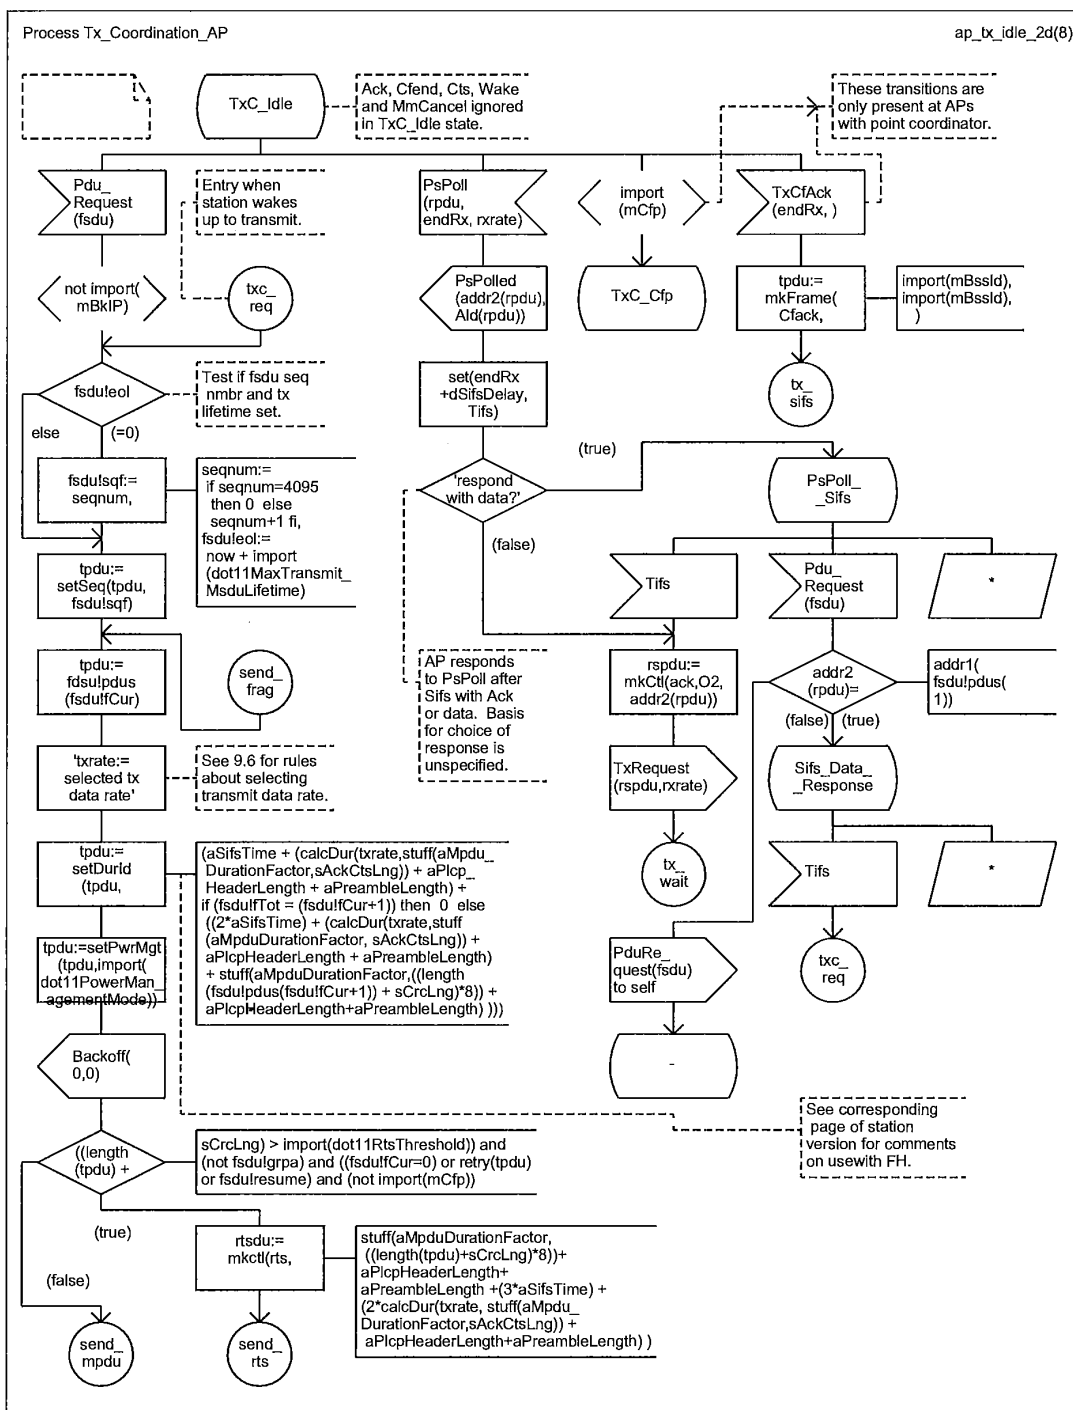 Process Tx_Coordination_AP
ap_tx_idle_2d(8)
TxC_Idle
Ack, Cfend, Cts, Wake
and MmCancel ignored
in TxC_Idle state.
These transitions are
only present at APs
with point coordinator.
Pdu_
Request
(fsdu)
Entry when
station wakes
up to transmit.
PsPoll
(rpdu,
endRx, rxrate)
import
(mCfp)
TxCfAck
(endRx, )
not import(
mBkIP)
txc_
req
PsPolled
(addr2(rpdu),
AId(rpdu))
TxC_Cfp
tpdu:=
mkFrame(
Cfack,
import(mBssId),
import(mBssId),
)
fsdu!eol
Test if fsdu seq
nmbr and tx
lifetime set.
set(endRx
+dSifsDelay,
Tifs)
tx_
sifs
else
(=0)
(true)
fsdu!sqf:=
seqnum,
seqnum:=
if seqnum=4095
then 0 else
seqnum+1 fi,
fsdu!eol:=
now + import
(dot11MaxTransmit_
MsduLifetime)
'respond
with data?'
PsPoll_
_Sifs
(false)
tpdu:=
setSeq(tpdu,
fsdu!sqf)
Tifs
Pdu_
Request
(fsdu)
*
tpdu:=
fdsu!pdus
(fsdu!fCur)
send_
frag
AP responds
to PsPoll after
Sifs with Ack
or data. Basis
for choice of
response is
unspecified.
rspdu:=
mkCtl(ack,O2,
addr2(rpdu))
addr2
(rpdu)=
addr1(
fsdu!pdus(
1))
(false)
(true)
'txrate:=
selected tx
data rate'
See 9.6 for rules
about selecting
transmit data rate.
TxRequest
(rspdu,rxrate)
Sifs_Data_
_Response
tpdu:=
setDurId
(tpdu,
(aSifsTime + (calcDur(txrate,stuff(aMpdu_
DurationFactor,sAckCtsLng)) + aPlcp_
HeaderLength + aPreambleLength) +
if (fsdu!fTot = (fsdu!fCur+1)) then 0 else
((2*aSifsTime) + (calcDur(txrate,stuff
(aMpduDurationFactor, sAckCtsLng)) +
aPlcpHeaderLength + aPreambleLength)
+ stuff(aMpduDurationFactor,((length
(fsdu!pdus(fsdu!fCur+1)) + sCrcLng)*8)) +
aPlcpHeaderLength+aPreambleLength) )))
tx_
wait
Tifs
*
tpdu:=setPwrMgt
(tpdu,import(
dot11PowerMan_
agementMode))
PduRe_
quest(fsdu)
to self
txc_
req
Backoff(
0,0)
-
See corresponding
page of station
version for comments
on usewith FH.
((length
(tpdu) +
sCrcLng) > import(dot11RtsThreshold)) and
(not fsdu!grpa) and ((fsdu!fCur=0) or retry(tpdu)
or fsdu!resume) and (not import(mCfp))
(true)
(false)
rtsdu:=
mkctl(rts,
stuff(aMpduDurationFactor,
((length(tpdu)+sCrcLng)*8))+
aPlcpHeaderLength+
aPreambleLength +(3*aSifsTime) +
(2*calcDur(txrate, stuff(aMpdu_
DurationFactor,sAckCtsLng)) +
aPlcpHeaderLength+aPreambleLength) )
send_
mpdu
send_
rts